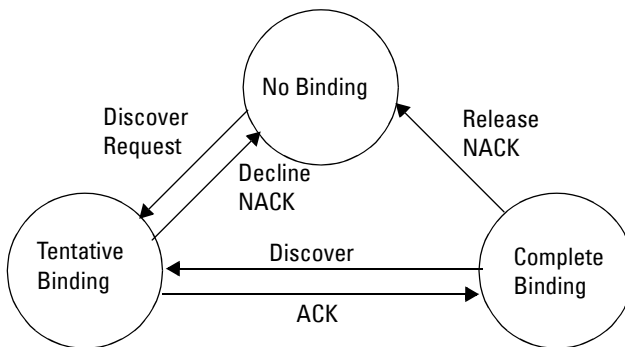 No Binding
Discover
Request
Release
NACK
Decline
NACK
Tentative
Binding
Discover
Complete
Binding
ACK